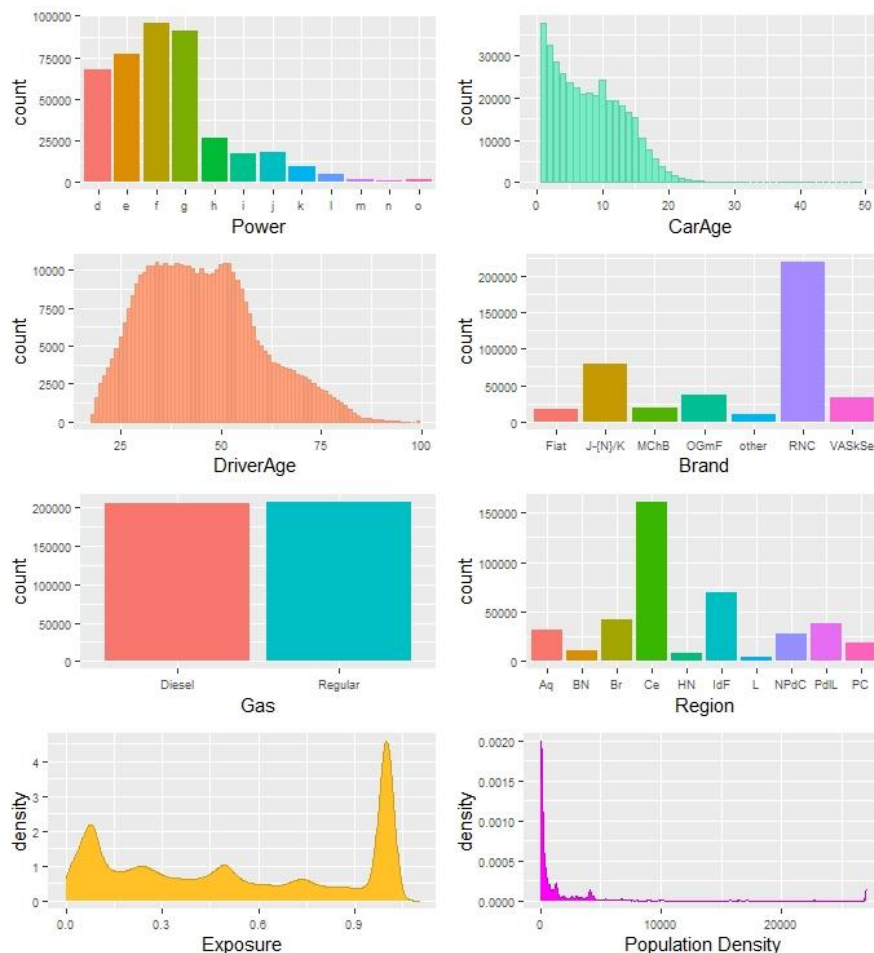 100000
75000
50000
25000
0
count
d e f g h i j k l m n o
Power
30000
20000
10000
0
count
0 10 20 30 40 50
CarAge
10000
7500
5000
2500
0
count
25 50 75 100
DriverAge
200000
150000
100000
50000
0
count
Fiat J-{N}/K MChB OGmF other RNC VASkSe
Brand
200000
150000
100000
50000
0
count
Diesel Regular
Gas
150000
100000
50000
0
count
Aq BN Br Ce HN IdF L NPdC PdlL PC
Region
4
3
2
1
0
density
0.0 0.3 0.6 0.9
Exposure
0.0020
0.0015
0.0010
0.0005
0.0000
density
0 10000 20000
Population Density